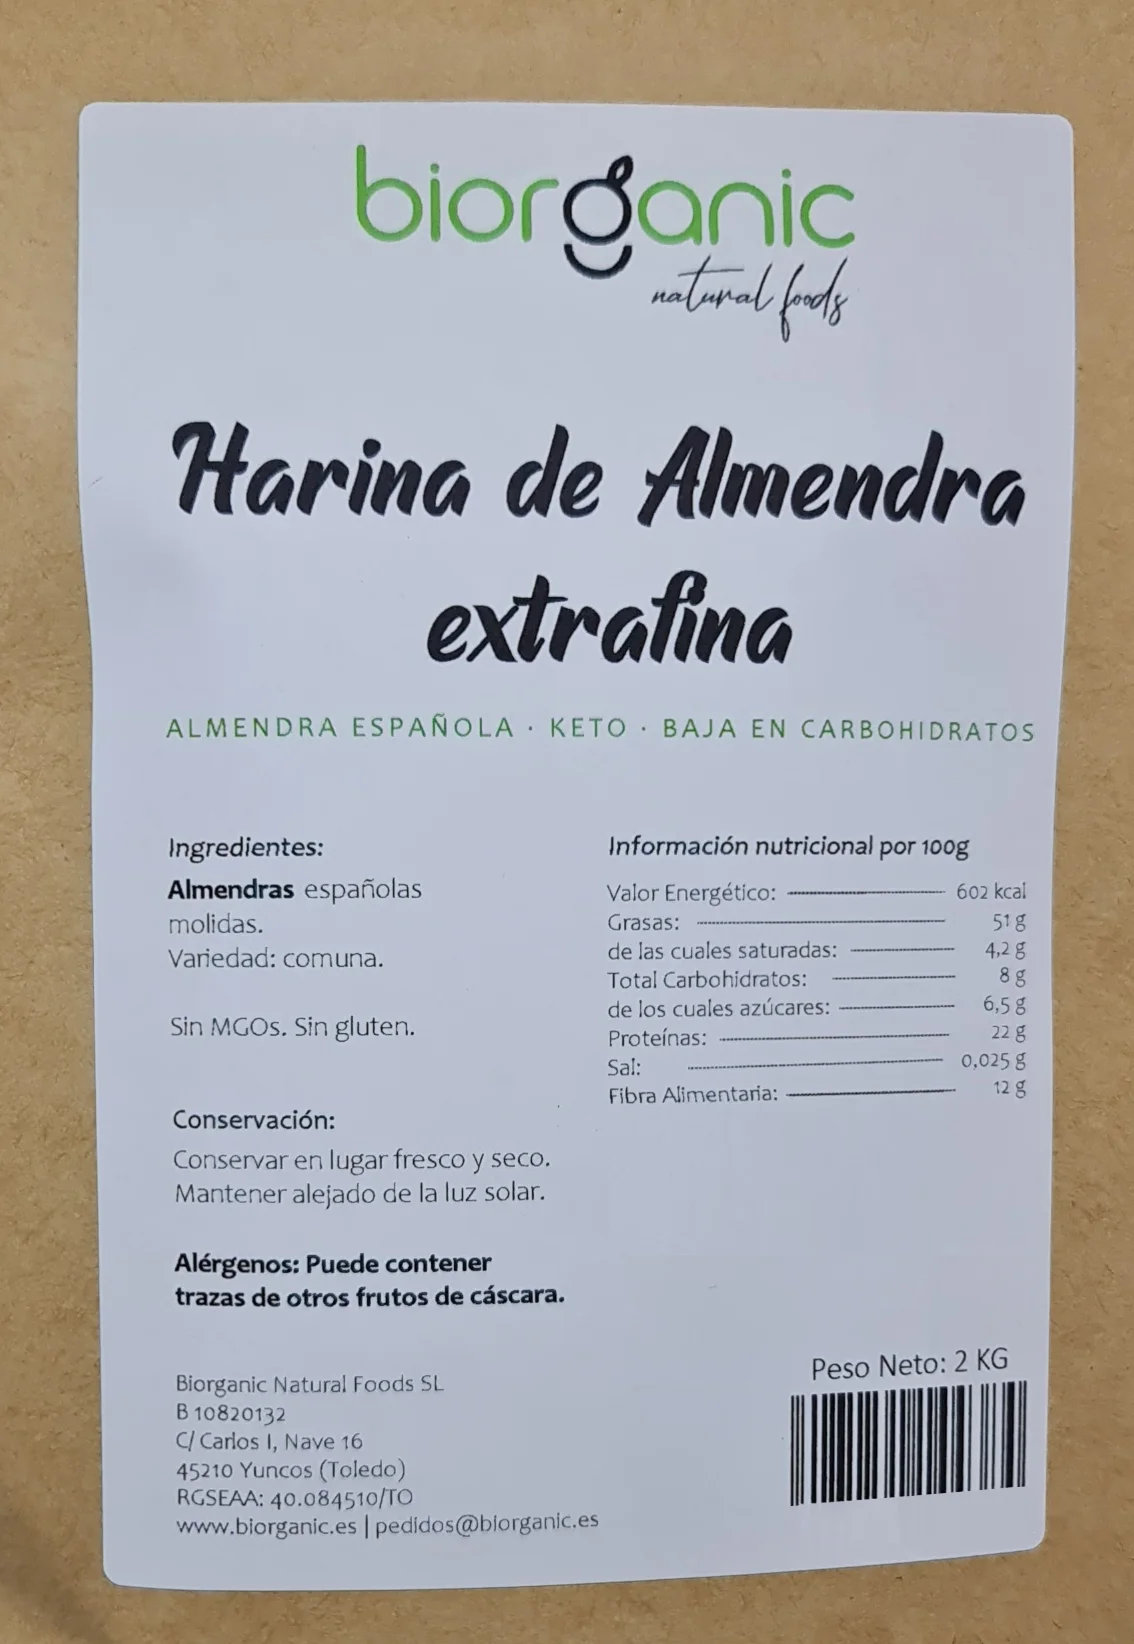 biorganic
natural foods
Harina de Almendra
extrafina
ALMENDRA ESPAÑOLA · KETO · BAJA EN CARBOHIDRATOS
Ingredientes:
Almendras españolas
molidas.
Variedad: comuna.
Sin MGOs. Sin gluten.
Conservación:
Conservar en lugar fresco y seco.
Mantener alejado de la luz solar.
Alérgenos: Puede contener
trazas de otros frutos de cáscara.
Información nutricional por 100g
Valor Energético: 602 kcal
Grasas: 51 g
de las cuales saturadas: 4,2 g
Total Carbohidratos: 8 g
de los cuales azúcares: 6,5 g
Proteínas: 22 g
Sal: 0,025 g
Fibra Alimentaria: 12 g
Biorganic Natural Foods SL
B 10820132
C/ Carlos I, Nave 16
45210 Yuncos (Toledo)
RGSEAA: 40.084510/TO
www.biorganic.es | pedidos@biorganic.es
Peso Neto: 2 KG